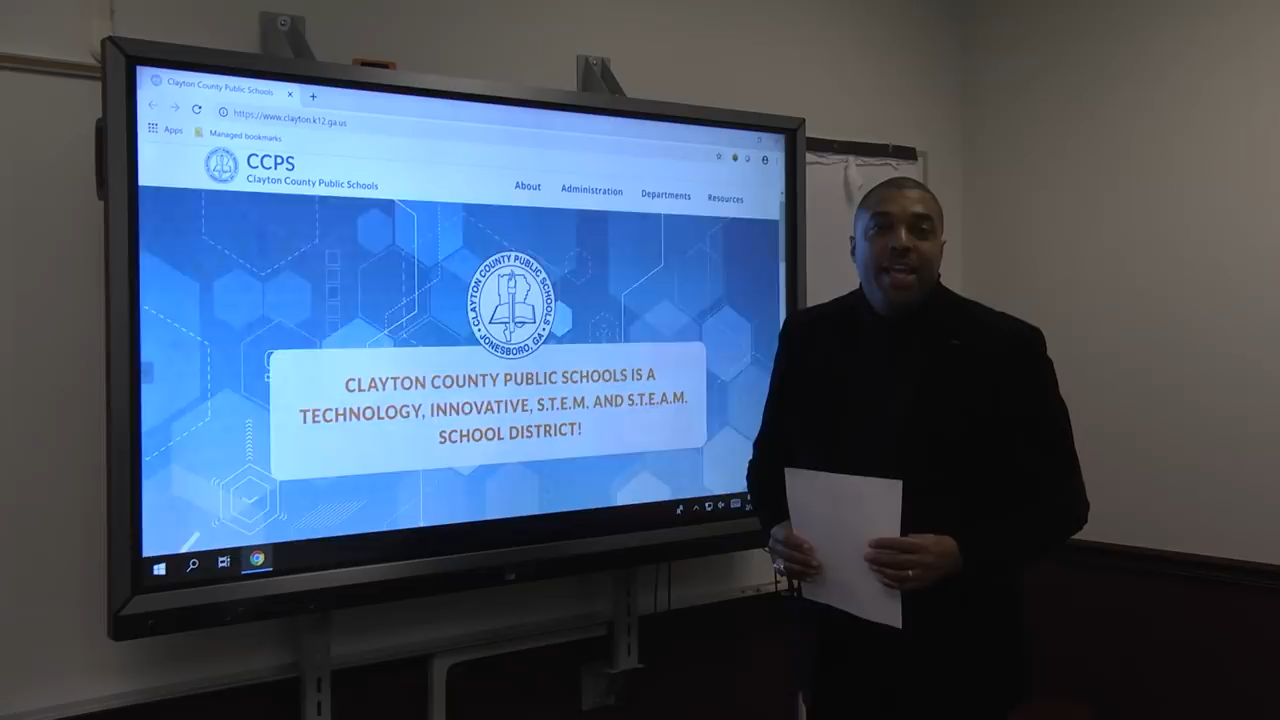 Clayton County Public Schools
https://www.clayton.k12.ga.us
Apps
Managed bookmarks
CCPS
Clayton County Public Schools
About
Administration
Departments
Resources
CLAYTON COUNTY PUBLIC SCHOOLS
JONESBORO, GA
CLAYTON COUNTY PUBLIC SCHOOLS IS A
TECHNOLOGY, INNOVATIVE, S.T.E.M. AND S.T.E.A.M.
SCHOOL DISTRICT!